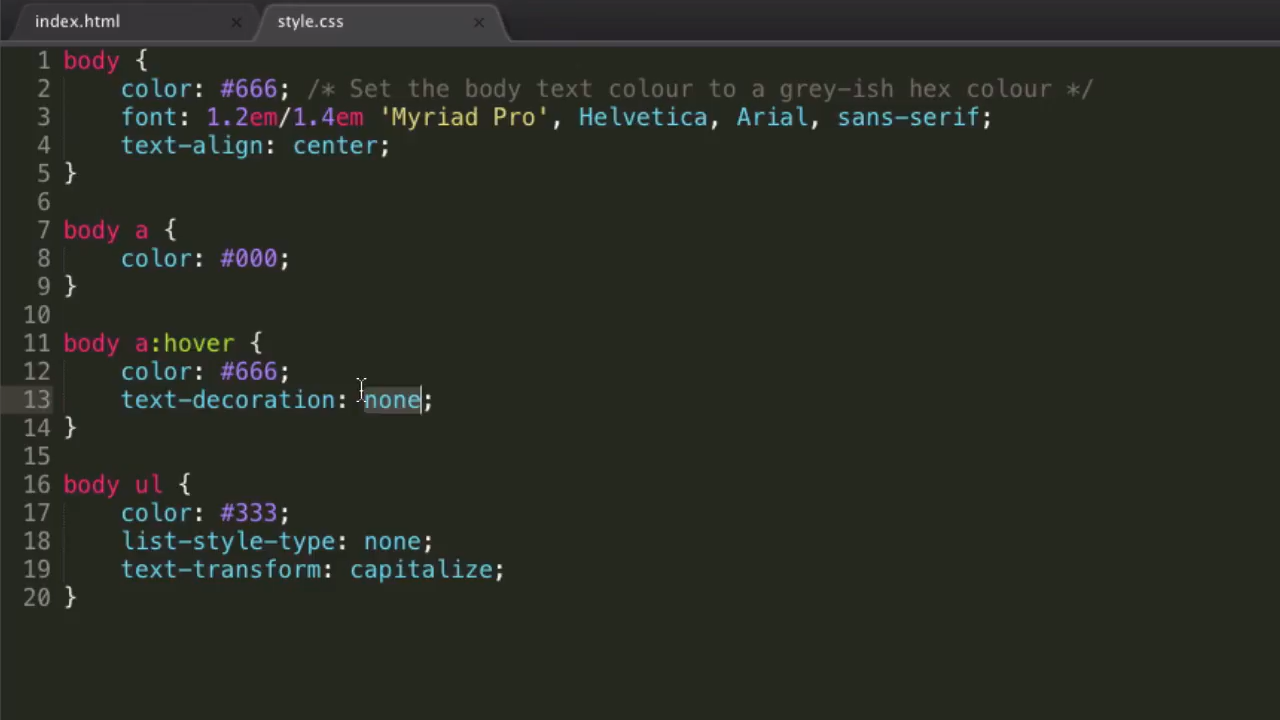 index.html × style.css ×
1 body {
2 color: #666; /* Set the body text colour to a grey-ish hex colour */
3 font: 1.2em/1.4em 'Myriad Pro', Helvetica, Arial, sans-serif;
4 text-align: center;
5 }
6
7 body a {
8 color: #000;
9 }
10
11 body a:hover {
12 color: #666;
13 text-decoration: none;
14 }
15
16 body ul {
17 color: #333;
18 list-style-type: none;
19 text-transform: capitalize;
20 }